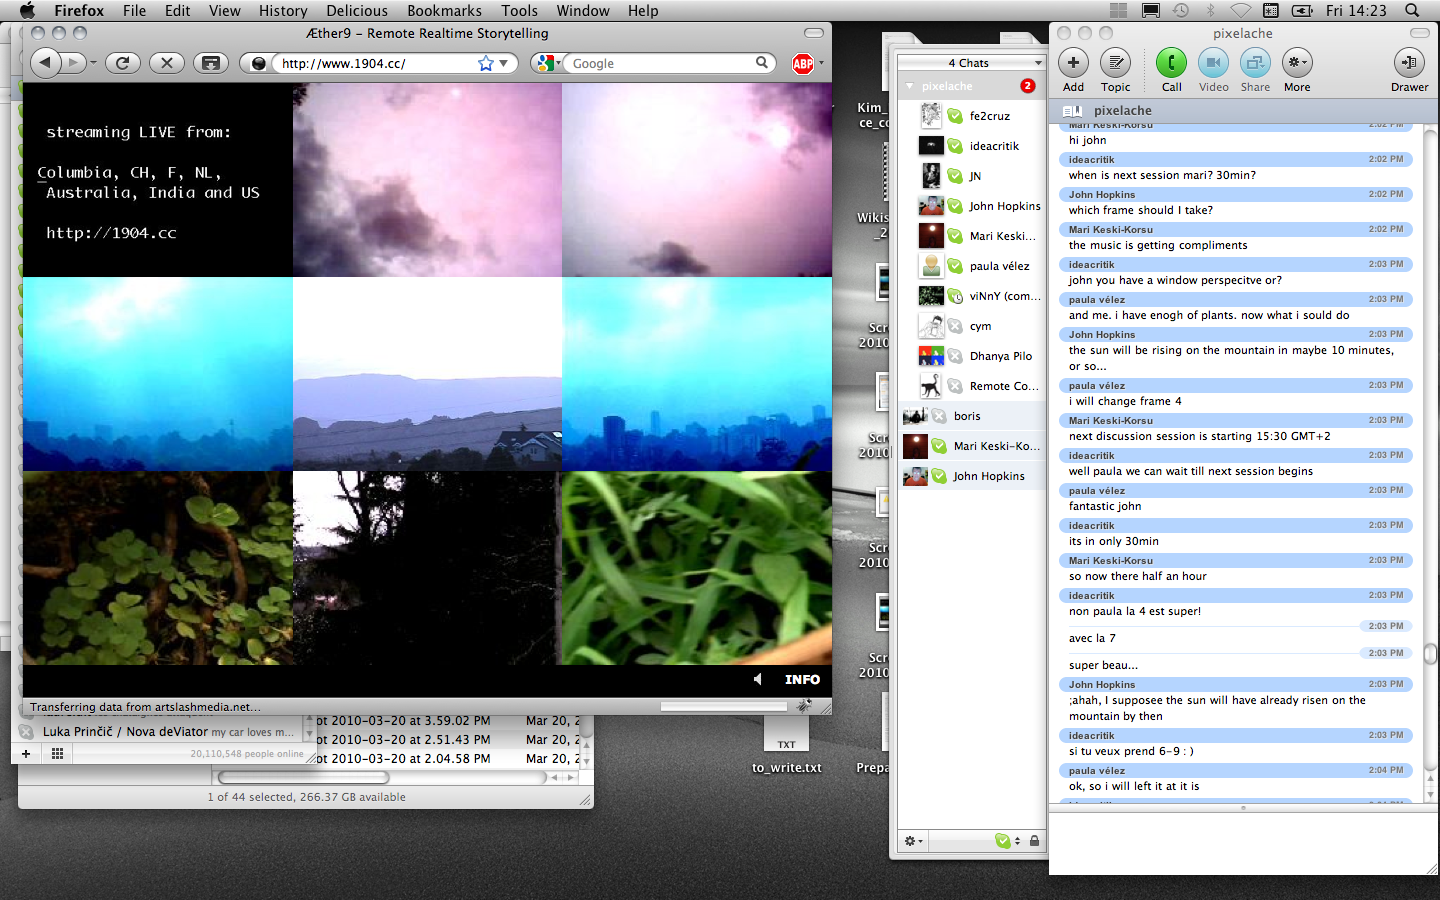 Firefox File Edit View History Delicious Bookmarks Tools Window Help
Fri 14:23
Æther9 - Remote Realtime Storytelling
http://www.1904.cc/
Google
ABP
streaming LIVE from:
Columbia, CH, F, NL,
Australia, India and US
http://1904.cc
INFO
Transferring data from artslashmedia.net...
Luka Prinčič / Nova deViator my car loves m...
20,110,548 people online
ot 2010-03-20 at 3.59.02 PM Mar 20, 2
ot 2010-03-20 at 2.51.43 PM Mar 20, 2
ot 2010-03-20 at 2.04.58 PM Mar 20, 2
1 of 44 selected, 266.37 GB available
TXT
to_write.txt
Prepa
Kim_
ce_co
Wikis
_2
Scr
2010
Scr
2010
Scr
2010
Scr
2010
4 Chats
pixelache 2
fe2cruz
ideacritik
JN
John Hopkins
Mari Keski...
paula vélez
viNnY (com...
cym
Dhanya Pilo
Remote Co...
boris
Mari Keski-Ko...
John Hopkins
pixelache
Add Topic Call Video Share More Drawer
pixelache
Mari Keski-Korsu 2:02 PM
hi john
ideacritik 2:02 PM
when is next session mari? 30min?
John Hopkins 2:02 PM
which frame should I take?
Mari Keski-Korsu 2:02 PM
the music is getting compliments
ideacritik 2:03 PM
john you have a window perspecitve or?
paula vélez 2:03 PM
and me. i have enogh of plants. now what i sould do
John Hopkins 2:03 PM
the sun will be rising on the mountain in maybe 10 minutes,
or so...
paula vélez 2:03 PM
i will change frame 4
Mari Keski-Korsu 2:03 PM
next discussion session is starting 15:30 GMT+2
ideacritik 2:03 PM
well paula we can wait till next session begins
paula vélez 2:03 PM
fantastic john
ideacritik 2:03 PM
its in only 30min
Mari Keski-Korsu 2:03 PM
so now there half an hour
ideacritik 2:03 PM
non paula la 4 est super!
2:03 PM
avec la 7
2:03 PM
super beau...
John Hopkins 2:03 PM
;ahah, I supposee the sun will have already risen on the
mountain by then
ideacritik 2:03 PM
si tu veux prend 6-9 : )
paula vélez 2:04 PM
ok, so i will left it at it is